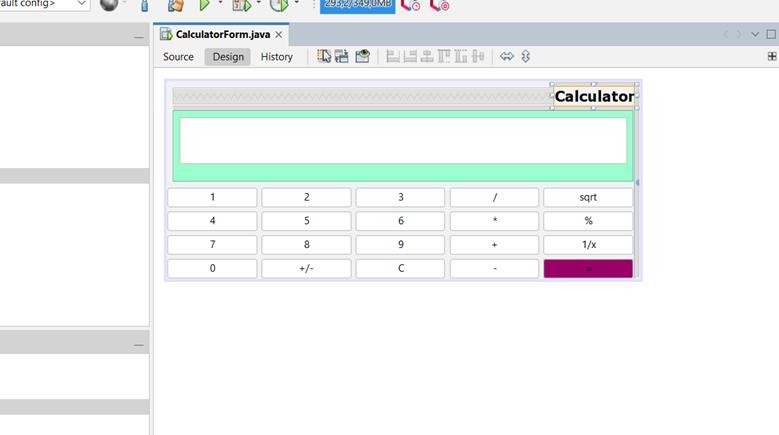 ault config>
293,2/349,0MB
CalculatorForm.java
Source Design History
Calculator
1 2 3 / sqrt
4 5 6 * %
7 8 9 + 1/x
0 +/- C - =